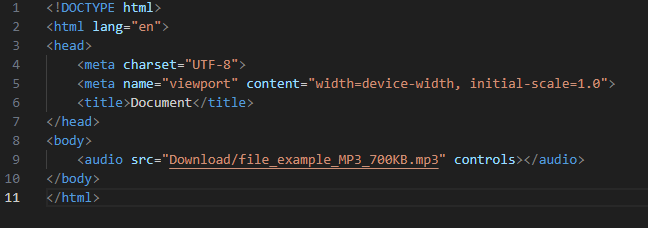 1 <!DOCTYPE html>
2 <html lang="en">
3 <head>
4     <meta charset="UTF-8">
5     <meta name="viewport" content="width=device-width, initial-scale=1.0">
6     <title>Document</title>
7 </head>
8 <body>
9     <audio src="Download/file_example_MP3_700KB.mp3" controls></audio>
10 </body>
11 </html>